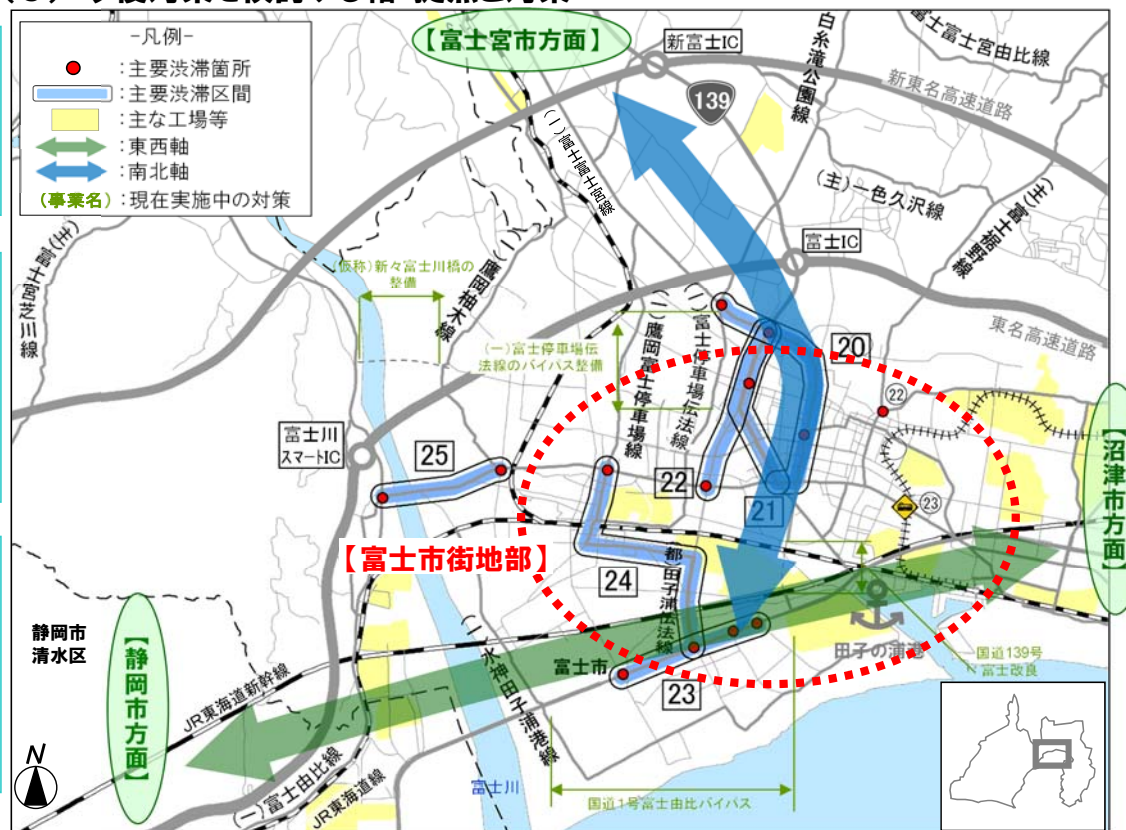 -凡例-
:主要渋滞箇所
:主要渋滞区間
:主な工場等
:東西軸
:南北軸
(事業名):現在実施中の対策
【富士宮市方面】
新富士IC
139
白糸滝公園線
富士富士宮由比線
新東名高速道路
(一)富士富士宮線
(主)一色久沢線
(主)富士裾野線
富士IC
東名高速道路
(主)富士宮芝川線
(仮称)新々富士川橋の
整備
(一)鷹岡柚木線
(一)富士停車場伝
法線のバイパス整備
(一)鷹岡富士停車場線
(一)富士停車場伝法線
20
22
富士川
スマートIC
25
22
21
23
【沼津市方面】
【富士市街地部】
24
(都)田子浦伝法線
静岡市
清水区
【静岡市方面】
JR東海道新幹線
(一)水神田子浦港線
富士市
23
田子の浦港
国道139号
富士改良
N
(一)富士由比線
JR東海道線
富士川
国道1号富士由比バイパス